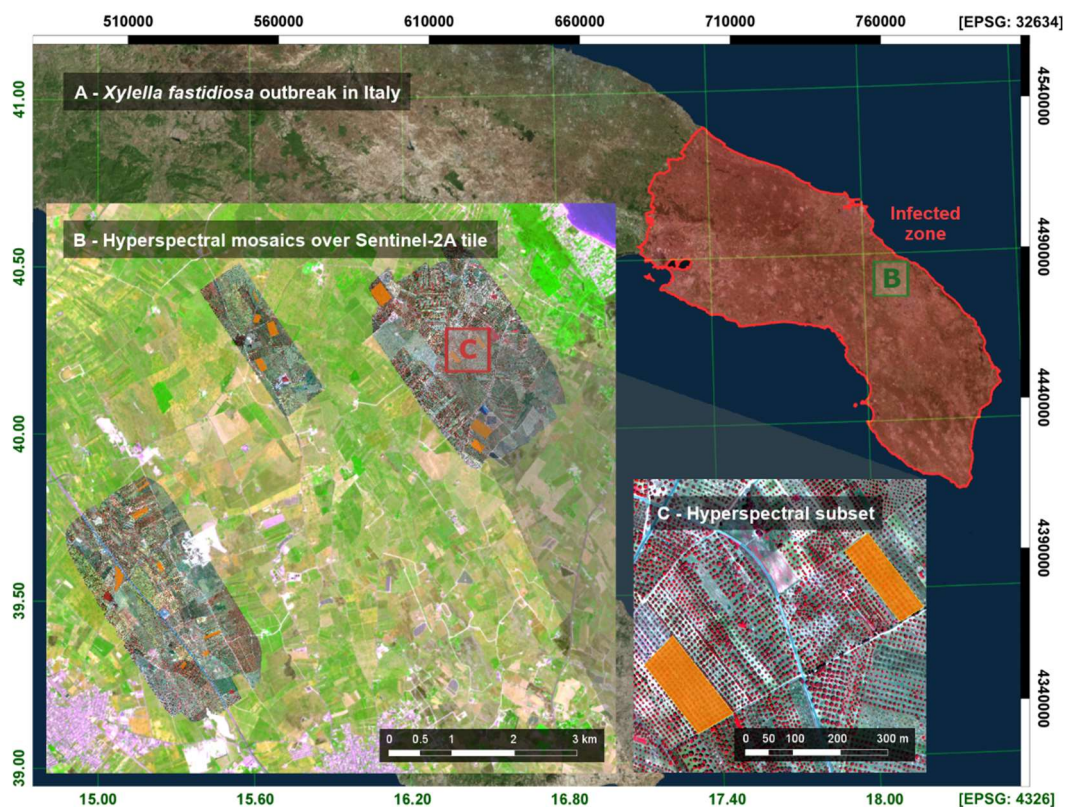 510000 560000 610000 660000 710000 760000 [EPSG: 32634]
A - Xylella fastidiosa outbreak in Italy
41.00
40.50
40.00
39.50
39.00
4540000
4490000
4440000
4390000
4340000
Infected
zone
B
B - Hyperspectral mosaics over Sentinel-2A tile
C
0 0.5 1 2 3 km
C - Hyperspectral subset
0 50 100 200 300 m
15.00 15.60 16.20 16.80 17.40 18.00 [EPSG: 4326]